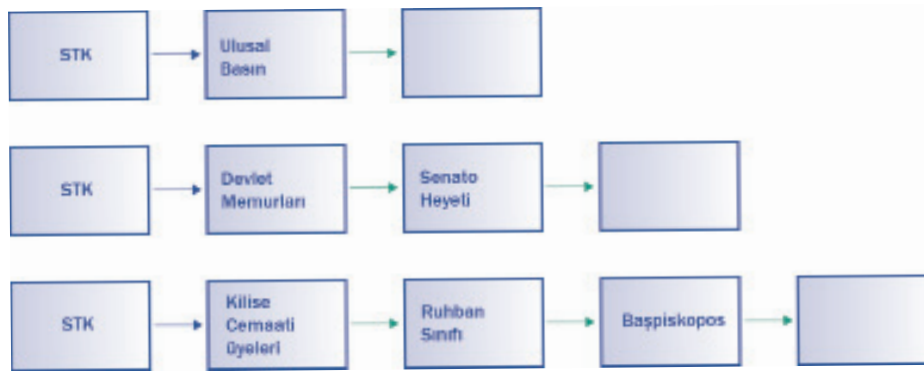 STK
Ulusal
Basın
STK
Devlet
Memurları
Senato
Heyeti
STK
Kilise
Cemaati
üyeleri
Ruhban
Sınıfı
Başpiskopos